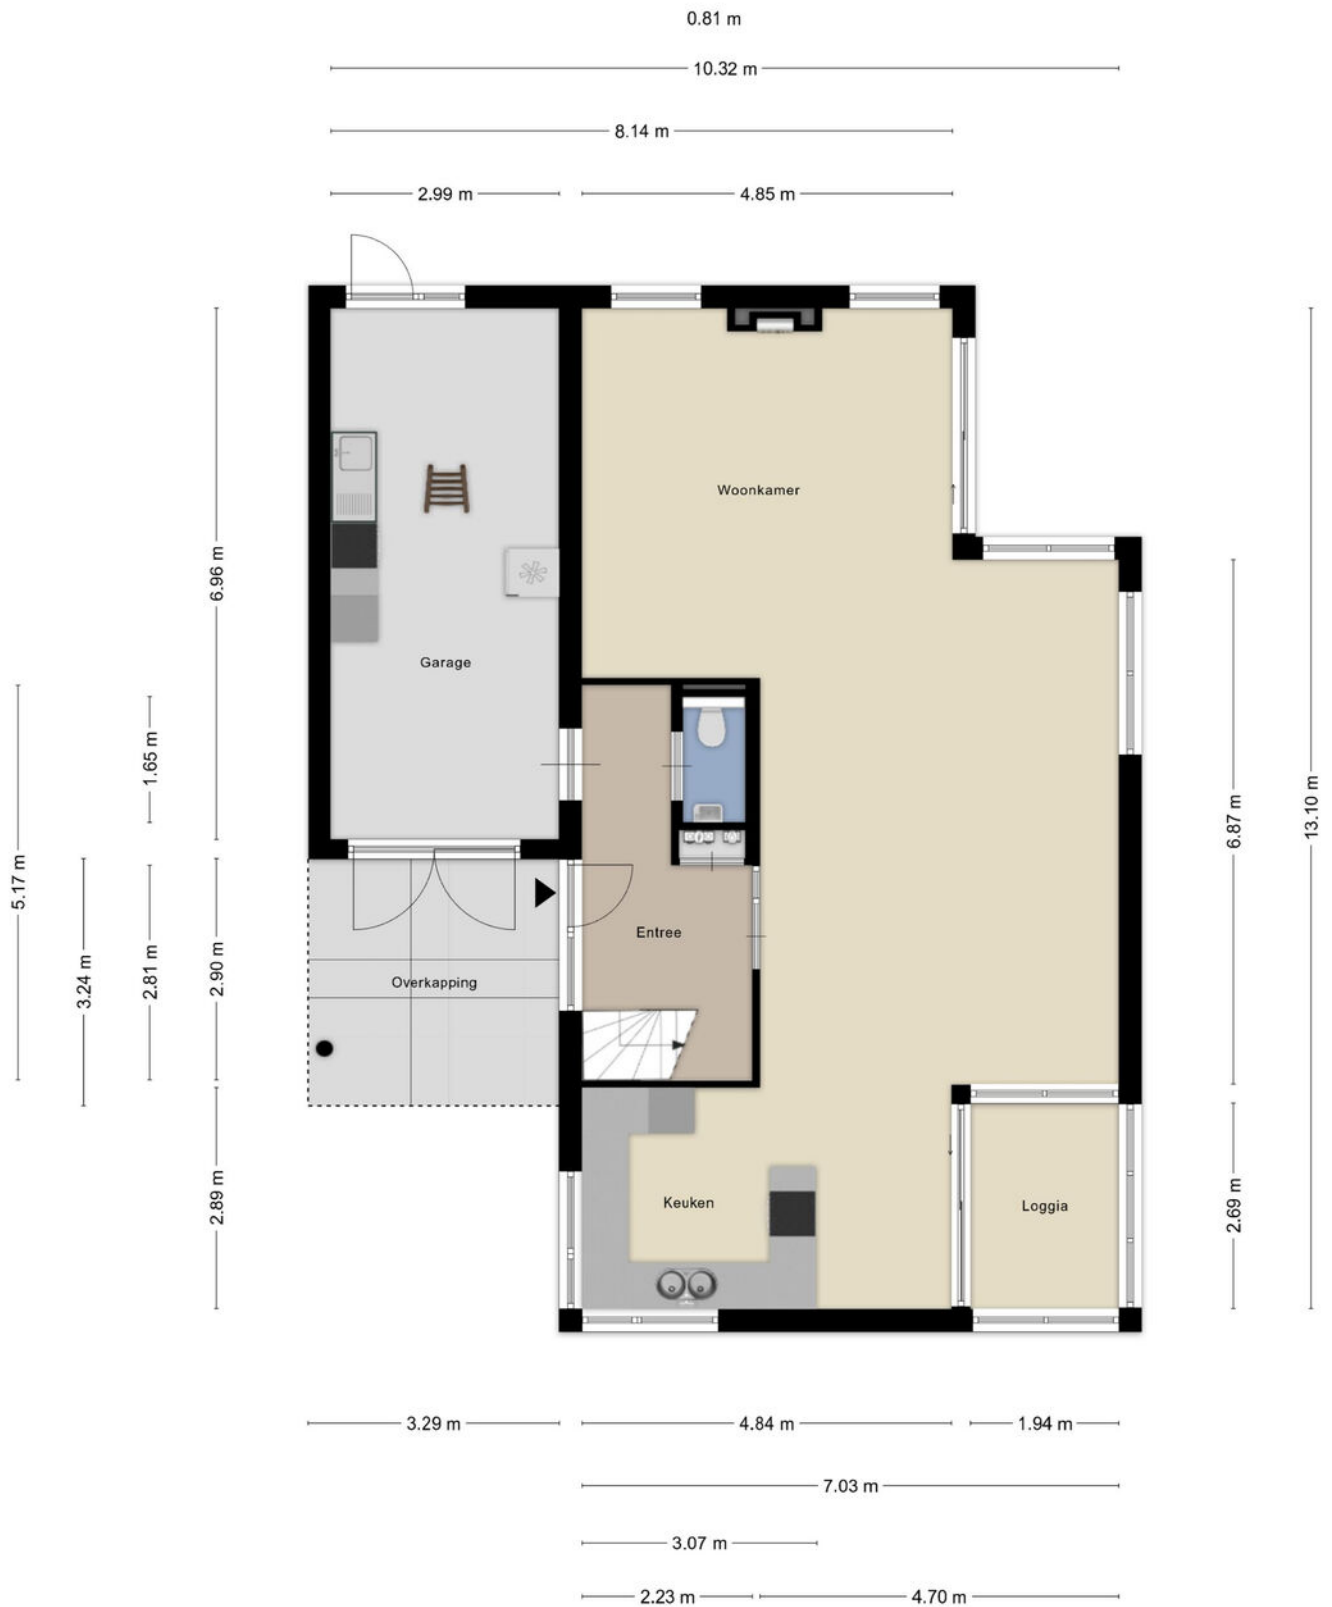 0.81 m
10.32 m
8.14 m
2.99 m
4.85 m
Woonkamer
6.96 m
Garage
1.65 m
13.10 m
6.87 m
5.17 m
Entree
3.24 m
2.81 m
2.90 m
Overkapping
2.89 m
Keuken
Loggia
2.69 m
3.29 m
4.84 m
1.94 m
7.03 m
3.07 m
2.23 m
4.70 m